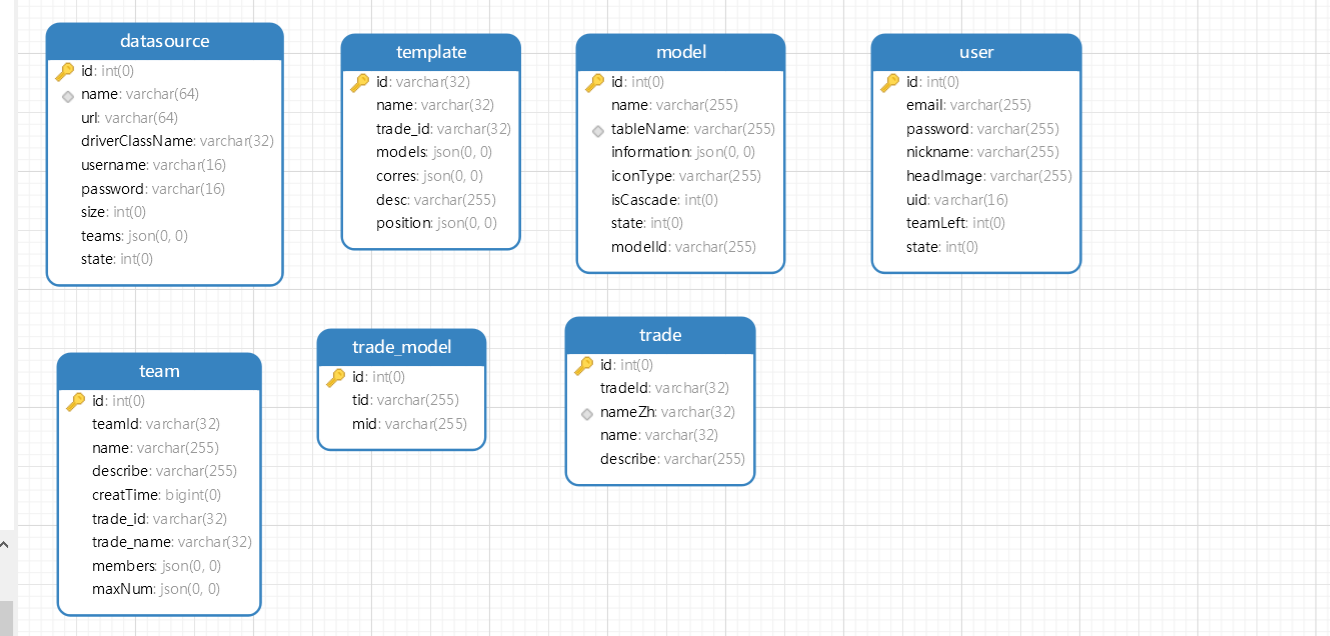 datasource
id: int(0)
name: varchar(64)
url: varchar(64)
driverClassName: varchar(32)
username: varchar(16)
password: varchar(16)
size: int(0)
teams: json(0, 0)
state: int(0)
template
id: varchar(32)
name: varchar(32)
trade_id: varchar(32)
models: json(0, 0)
corres: json(0, 0)
desc: varchar(255)
position: json(0, 0)
model
id: int(0)
name: varchar(255)
tableName: varchar(255)
information: json(0, 0)
iconType: varchar(255)
isCascade: int(0)
state: int(0)
modelId: varchar(255)
user
id: int(0)
email: varchar(255)
password: varchar(255)
nickname: varchar(255)
headImage: varchar(255)
uid: varchar(16)
teamLeft: int(0)
state: int(0)
team
id: int(0)
teamId: varchar(32)
name: varchar(255)
describe: varchar(255)
creatTime: bigint(0)
trade_id: varchar(32)
trade_name: varchar(32)
members: json(0, 0)
maxNum: json(0, 0)
trade_model
id: int(0)
tid: varchar(255)
mid: varchar(255)
trade
id: int(0)
tradeId: varchar(32)
nameZh: varchar(32)
name: varchar(32)
describe: varchar(255)